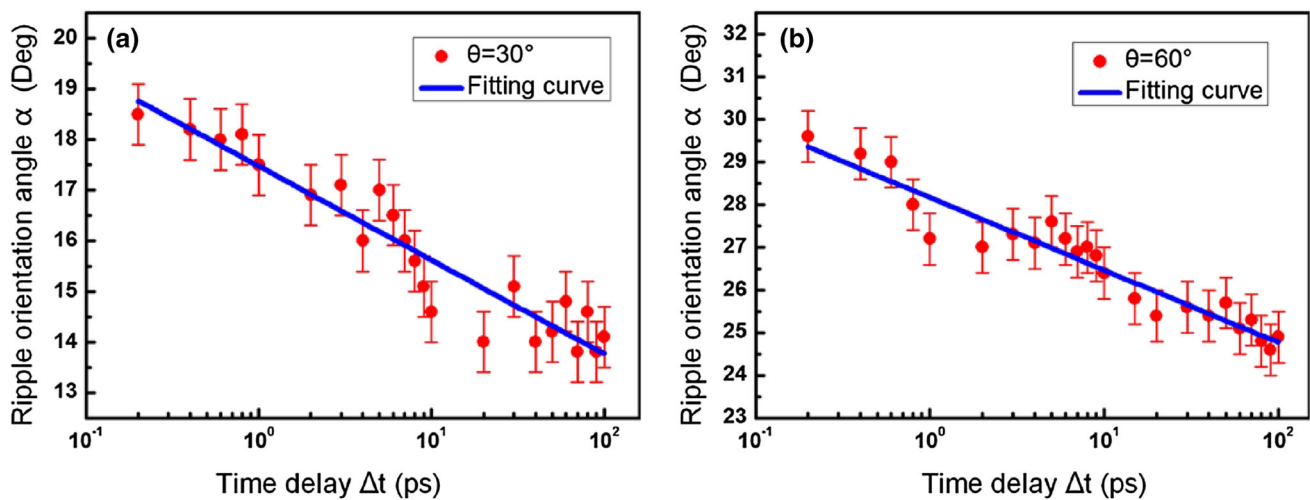 (a)
θ=30°
Fitting curve
Ripple orientation angle α (Deg)
20
19
18
17
16
15
14
13
10⁻¹ 10⁰ 10¹ 10²
Time delay Δt (ps)
(b)
θ=60°
Fitting curve
Ripple orientation angle α (Deg)
32
31
30
29
28
27
26
25
24
23
10⁻¹ 10⁰ 10¹ 10²
Time delay Δt (ps)